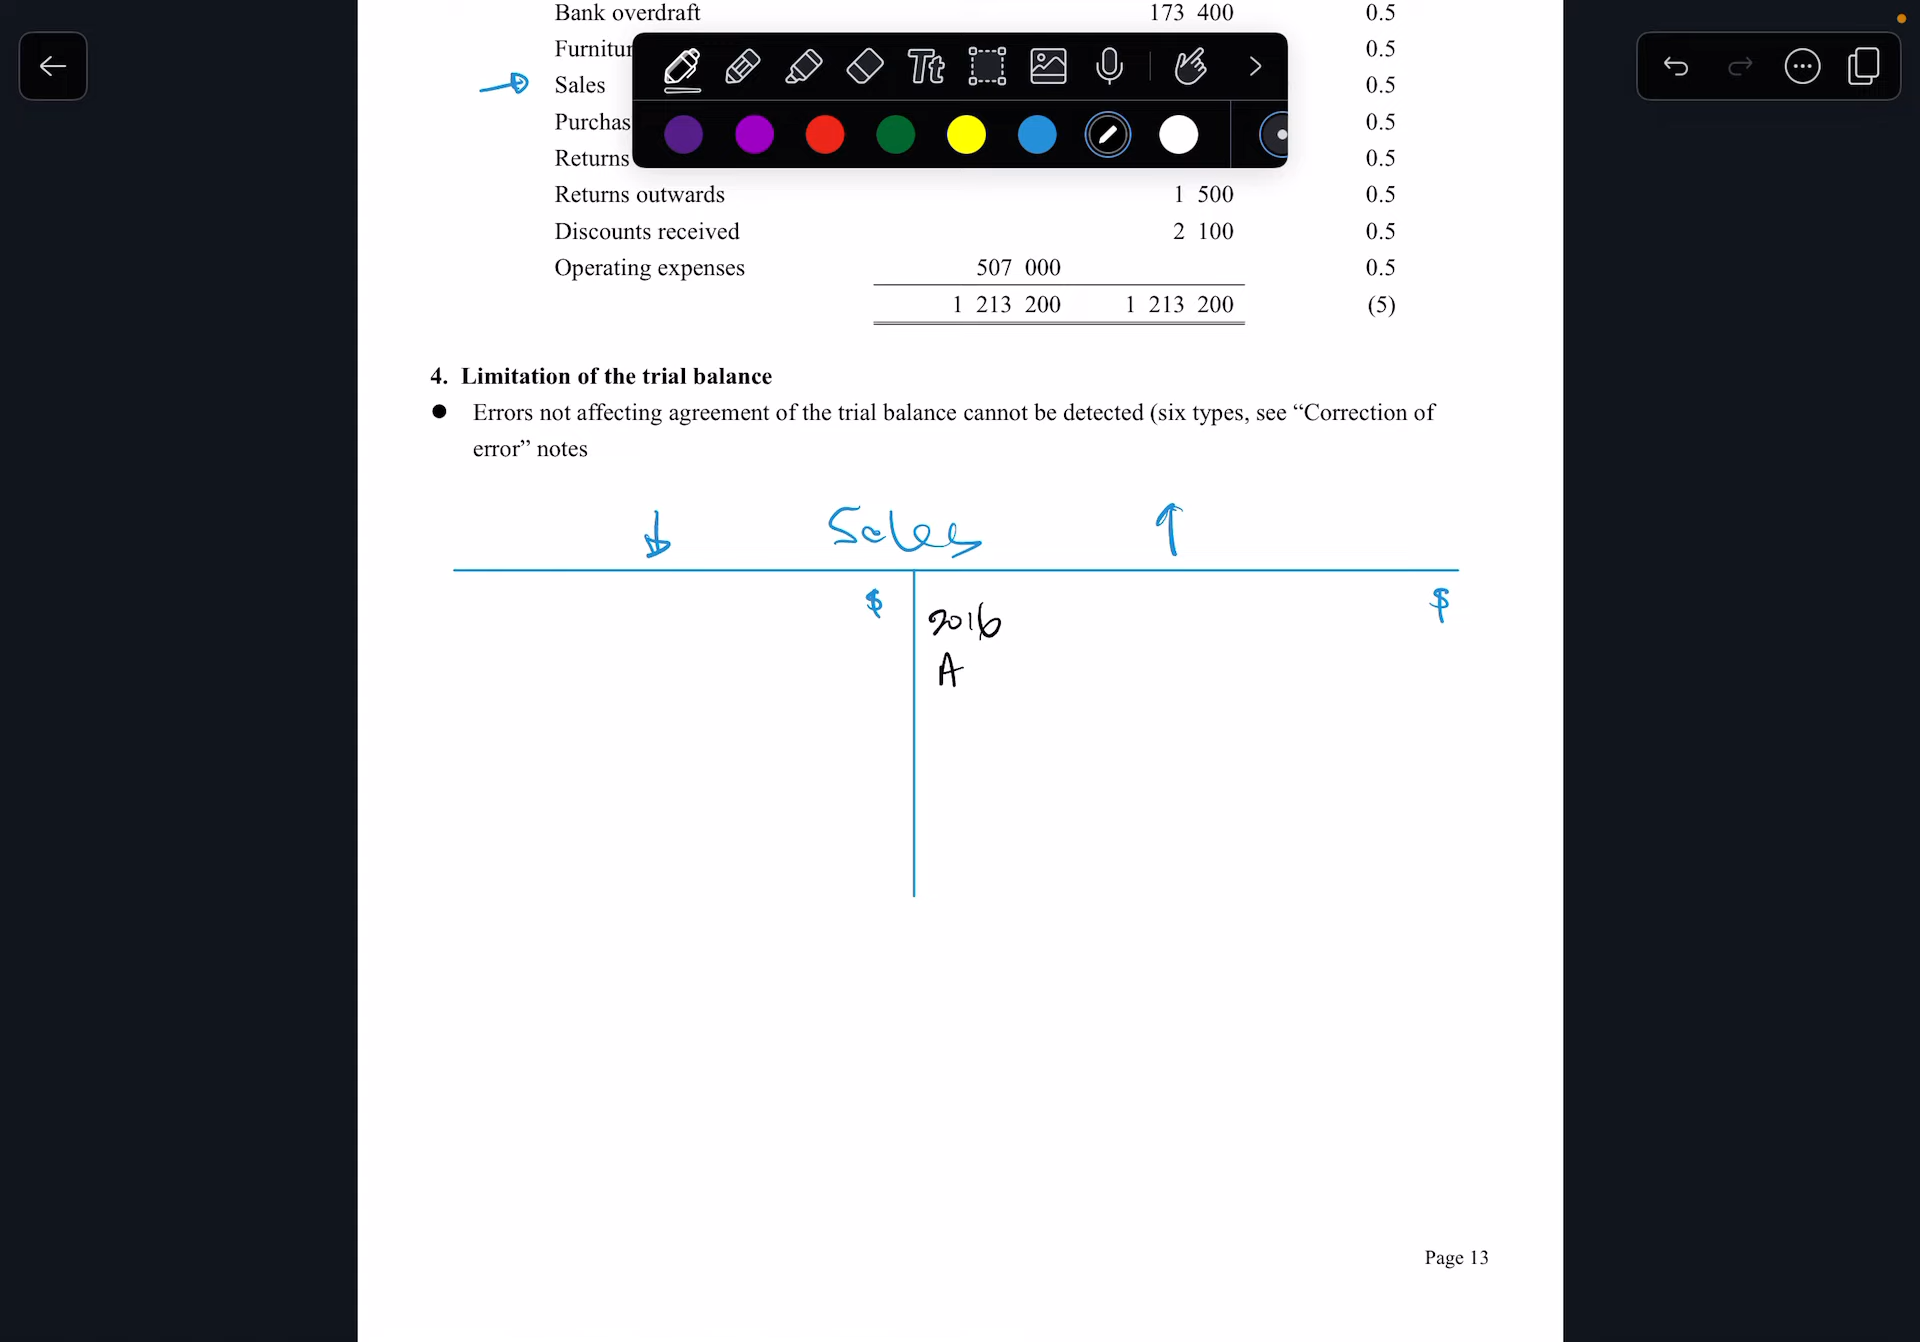 Bank overdraft 173 400 0.5
Furnitur 0.5
Sales 0.5
Purchas 0.5
Returns 0.5
Returns outwards 1 500 0.5
Discounts received 2 100 0.5
Operating expenses 507 000 0.5
1 213 200 1 213 200 (5)
Tt
4. Limitation of the trial balance
● Errors not affecting agreement of the trial balance cannot be detected (six types, see “Correction of
error” notes
Sales
$ $
2016
A
Page 13